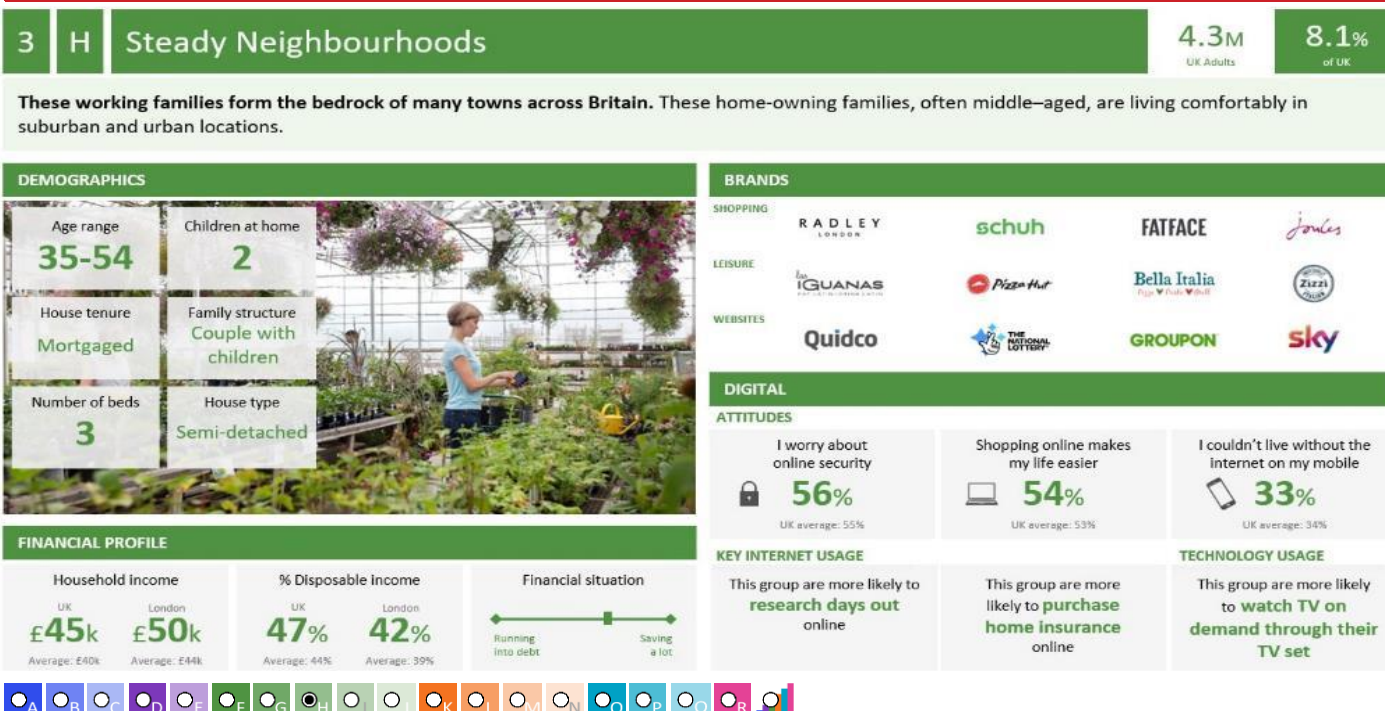 3 H Steady Neighbourhoods
4.3M
UK Adults
8.1%
of UK
These working families form the bedrock of many towns across Britain. These home-owning families, often middle–aged, are living comfortably in
suburban and urban locations.
DEMOGRAPHICS
Age range
35-54
Children at home
2
House tenure
Mortgaged
Family structure
Couple with
children
Number of beds
3
House type
Semi-detached
FINANCIAL PROFILE
Household income
UK
£45k
Average: £40k
London
£50k
Average: £44k
% Disposable income
UK
47%
Average: 44%
London
42%
Average: 39%
Financial situation
Running
into debt
Saving
a lot
BRANDS
SHOPPING
RADLEY
LONDON
schuh
FATFACE
Joules
LEISURE
las
IGUANAS
Pizza Hut
Bella Italia
Zizzi
WEBSITES
Quidco
THE
NATIONAL
LOTTERY
GROUPON
sky
DIGITAL
ATTITUDES
I worry about
online security
56%
UK average: 55%
Shopping online makes
my life easier
54%
UK average: 53%
I couldn't live without the
internet on my mobile
33%
UK average: 34%
KEY INTERNET USAGE
This group are more likely to
research days out
online
This group are more
likely to purchase
home insurance
online
TECHNOLOGY USAGE
This group are more likely
to watch TV on
demand through their
TV set
A B C D E F G H I J K L M N O P Q R